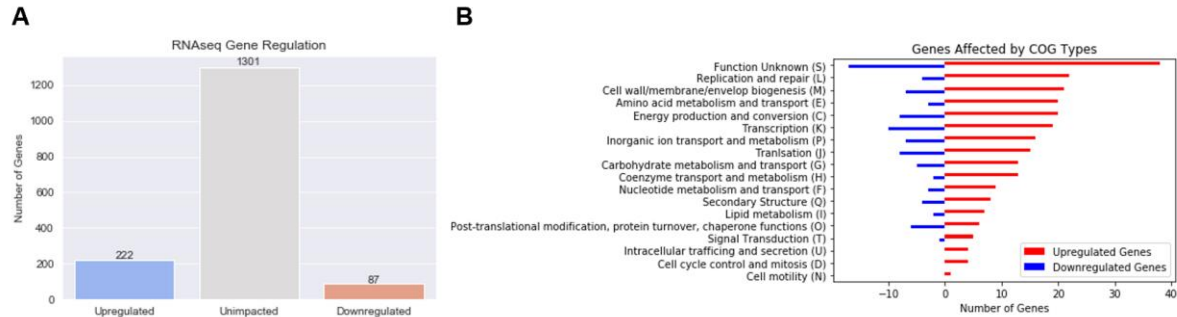 A
B
RNAseq Gene Regulation
1301
222
87
1200
1000
800
600
400
200
0
Number of Genes
Upregulated
Unimpacted
Downregulated
Genes Affected by COG Types
Function Unknown (S)
Replication and repair (L)
Cell wall/membrane/envelop biogenesis (M)
Amino acid metabolism and transport (E)
Energy production and conversion (C)
Transcription (K)
Inorganic ion transport and metabolism (P)
Tranlsation (J)
Carbohydrate metabolism and transport (G)
Coenzyme transport and metabolism (H)
Nucleotide metabolism and transport (F)
Secondary Structure (Q)
Lipid metabolism (I)
Post-translational modification, protein turnover, chaperone functions (O)
Signal Transduction (T)
Intracellular trafficing and secretion (U)
Cell cycle control and mitosis (D)
Cell motility (N)
Upregulated Genes
Downregulated Genes
−10 0 10 20 30 40
Number of Genes